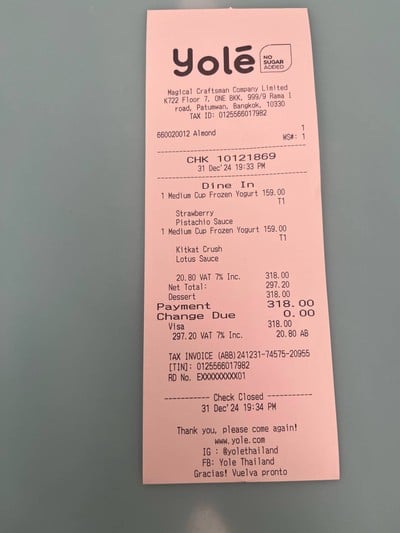 Yolé
NO
SUGAR
ADDED
Magical Craftsman Company Limited
K722 Floor 7, ONE BKK, 999/9 Rama I
road, Patumwan, Bangkok, 10330
TAX ID: 0125566017982
1
660020012 Almond WS#: 1
CHK 10121869
31 Dec'24 19:33 PM
Dine In
1 Medium Cup Frozen Yogurt 159.00
T1
Strawberry
Pistachio Sauce
1 Medium Cup Frozen Yogurt 159.00
T1
Kitkat Crush
Lotus Sauce
20.80 VAT 7% Inc. 318.00
Net Total: 297.20
Dessert 318.00
Payment 318.00
Change Due 0.00
Visa 318.00
297.20 VAT 7% Inc. 20.80 AB
TAX INVOICE (ABB)241231-74575-20955
[TIN]: 0125566017982
RD No. EXXXXXXXXX01
----------- Check Closed -----------
31 Dec'24 19:34 PM
Thank you, please come again!
www.yole.com
IG : @yolethailand
FB: Yole Thailand
Gracias! Vuelva pronto